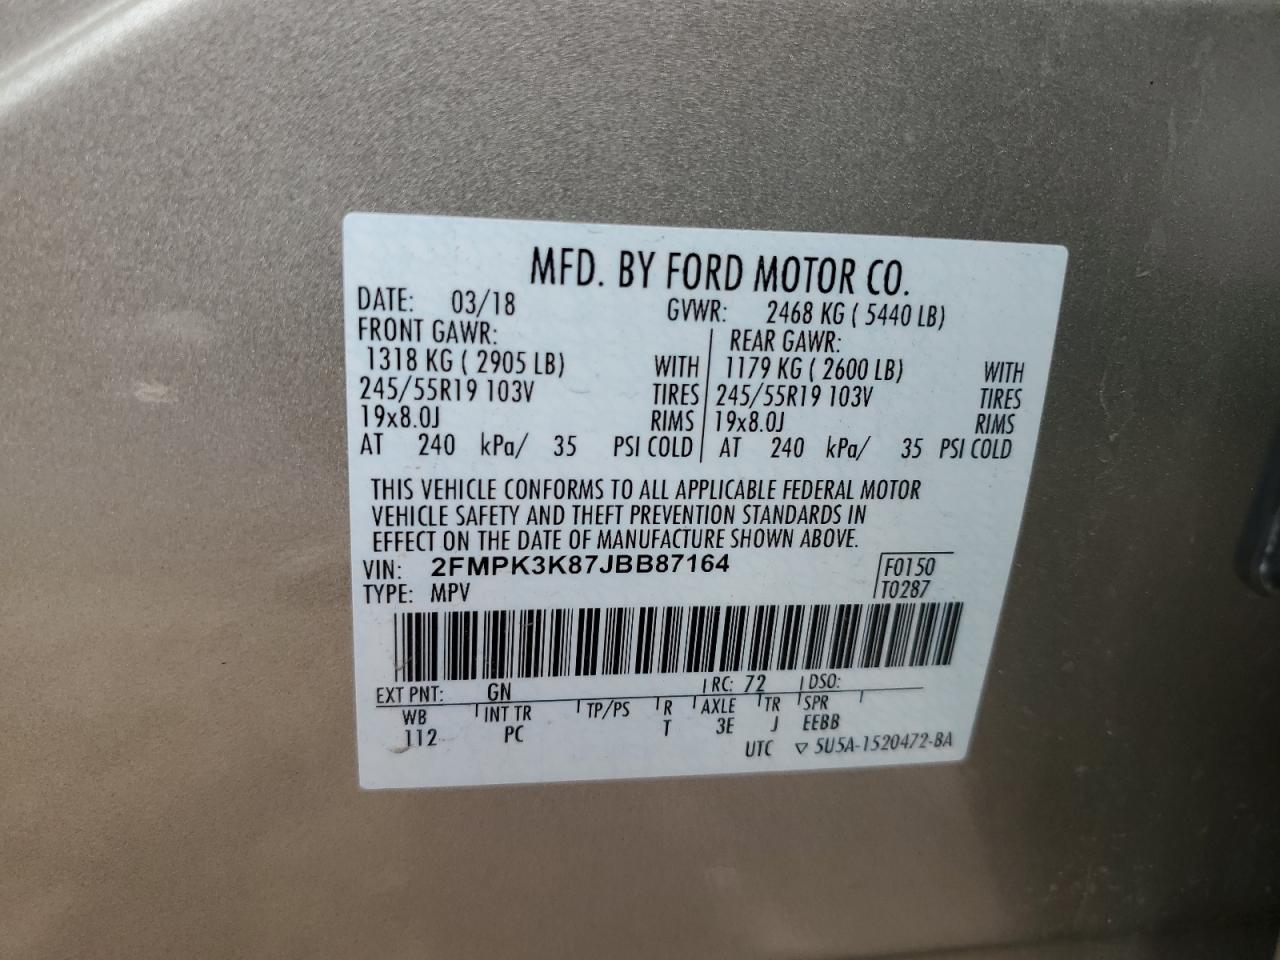 MFD. BY FORD MOTOR CO.
DATE: 03/18 GVWR: 2468 KG ( 5440 LB)
FRONT GAWR: REAR GAWR:
1318 KG ( 2905 LB) WITH 1179 KG ( 2600 LB) WITH
245/55R19 103V TIRES 245/55R19 103V TIRES
19x8.0J RIMS 19x8.0J RIMS
AT 240 kPa/ 35 PSI COLD AT 240 kPa/ 35 PSI COLD
THIS VEHICLE CONFORMS TO ALL APPLICABLE FEDERAL MOTOR
VEHICLE SAFETY AND THEFT PREVENTION STANDARDS IN
EFFECT ON THE DATE OF MANUFACTURE SHOWN ABOVE.
VIN: 2FMPK3K87JBB87164 F0150
TYPE: MPV T0287
EXT PNT: GN RC: 72 DSO:
WB INT TR TP/PS R AXLE TR SPR
112 PC T 3E J EEBB
UTC ▽ 5U5A-1520472-BA